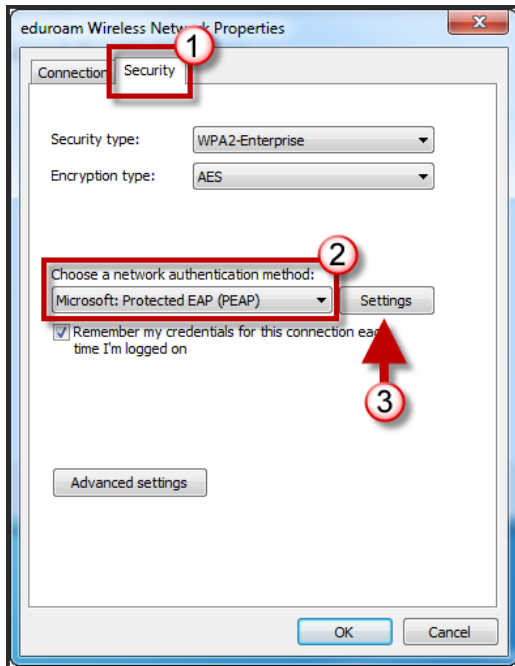 eduroam Wireless Network Properties
1
Connection Security
Security type: WPA2-Enterprise
Encryption type: AES
2
Choose a network authentication method:
Microsoft: Protected EAP (PEAP) Settings
Remember my credentials for this connection each
time I'm logged on
3
Advanced settings
OK Cancel